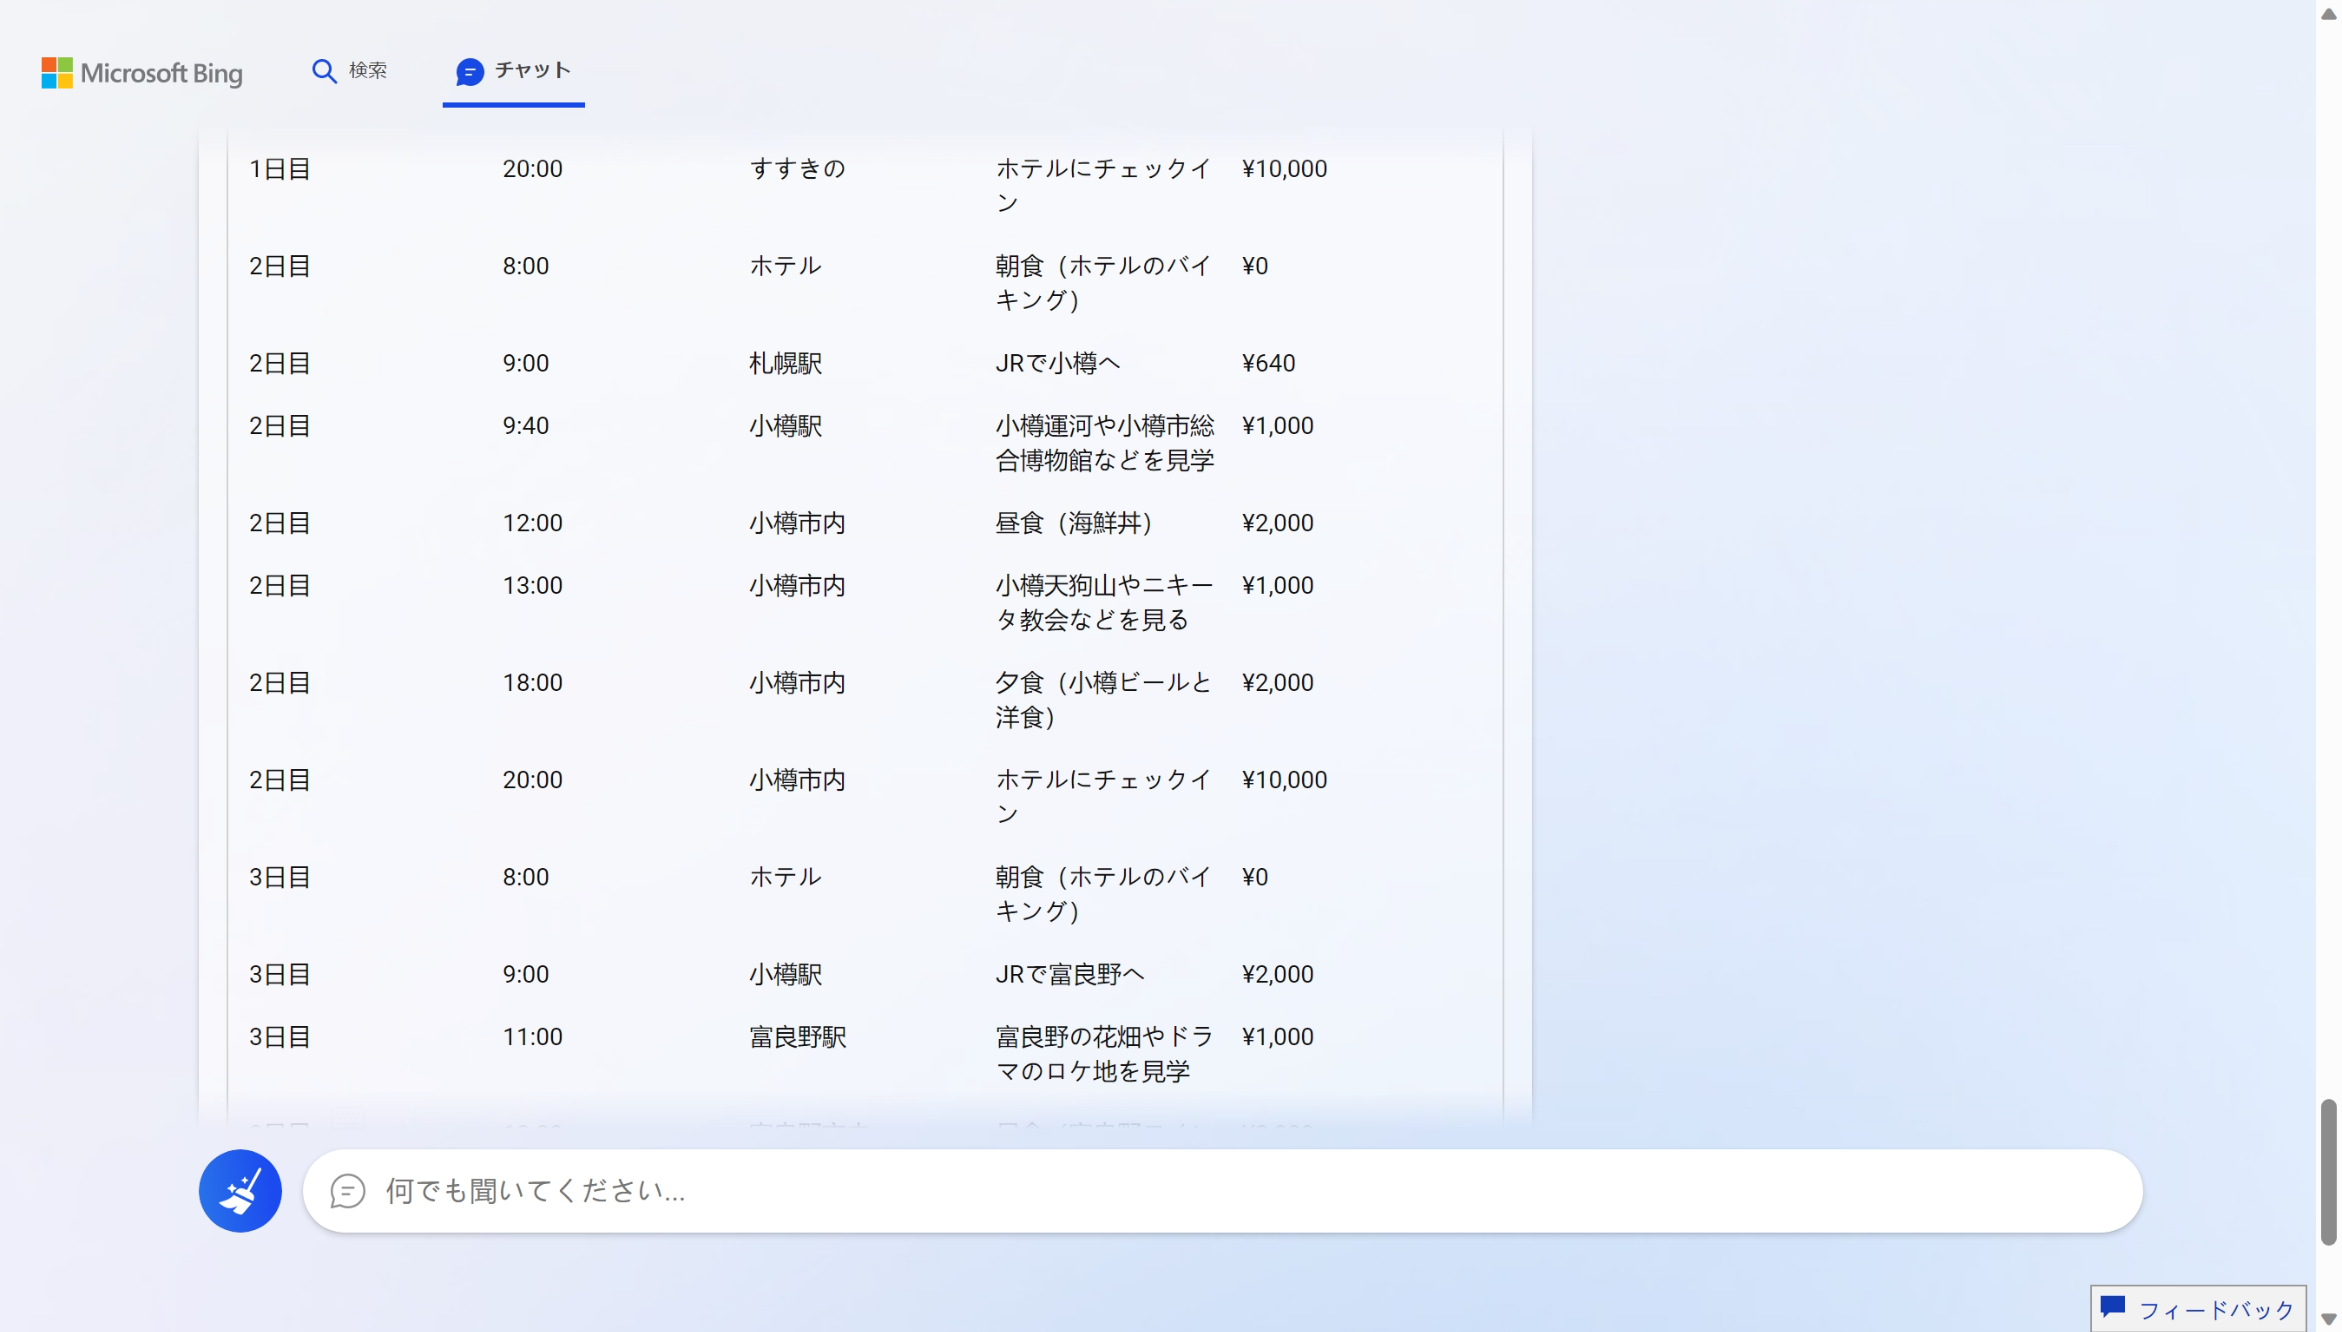 Microsoft Bing
検索
チャット
1日目 20:00 すすきの ホテルにチェックイ ¥10,000
ン
2日目 8:00 ホテル 朝食（ホテルのバイ ¥0
キング）
2日目 9:00 札幌駅 JRで小樽へ ¥640
2日目 9:40 小樽駅 小樽運河や小樽市総 ¥1,000
合博物館などを見学
2日目 12:00 小樽市内 昼食（海鮮丼） ¥2,000
2日目 13:00 小樽市内 小樽天狗山やニキー ¥1,000
タ教会などを見る
2日目 18:00 小樽市内 夕食（小樽ビールと ¥2,000
洋食）
2日目 20:00 小樽市内 ホテルにチェックイ ¥10,000
ン
3日目 8:00 ホテル 朝食（ホテルのバイ ¥0
キング）
3日目 9:00 小樽駅 JRで富良野へ ¥2,000
3日目 11:00 富良野駅 富良野の花畑やドラ ¥1,000
マのロケ地を見学
何でも聞いてください...
フィードバック